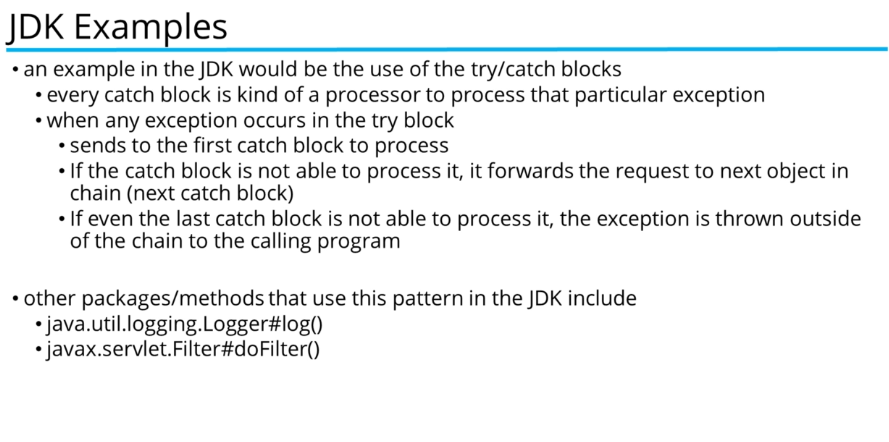 JDK Examples
• an example in the JDK would be the use of the try/catch blocks
• every catch block is kind of a processor to process that particular exception
• when any exception occurs in the try block
• sends to the first catch block to process
• If the catch block is not able to process it, it forwards the request to next object in
chain (next catch block)
• If even the last catch block is not able to process it, the exception is thrown outside
of the chain to the calling program
• other packages/methods that use this pattern in the JDK include
• java.util.logging.Logger#log()
• javax.servlet.Filter#doFilter()